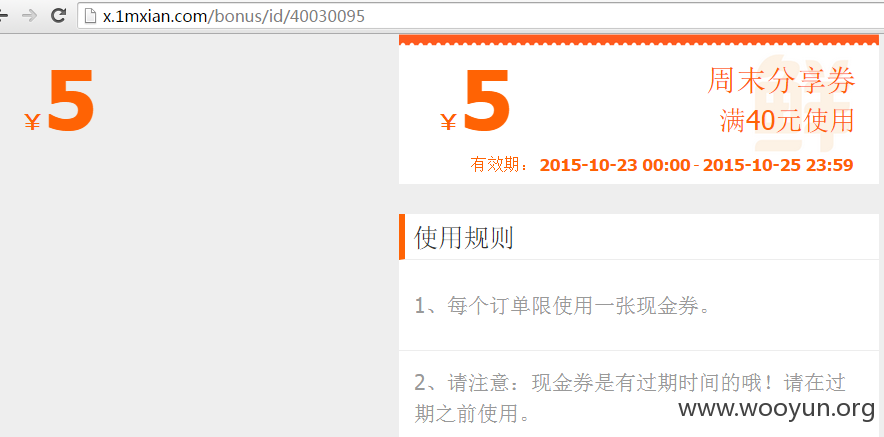 x.1mxian.com/bonus/id/40030095
¥5
¥5
周末分享券
满40元使用
鲜
有效期： 2015-10-23 00:00 - 2015-10-25 23:59
使用规则
1、每个订单限使用一张现金券。
2、请注意：现金券是有过期时间的哦！请在过
期之前使用。
www.wooyun.org